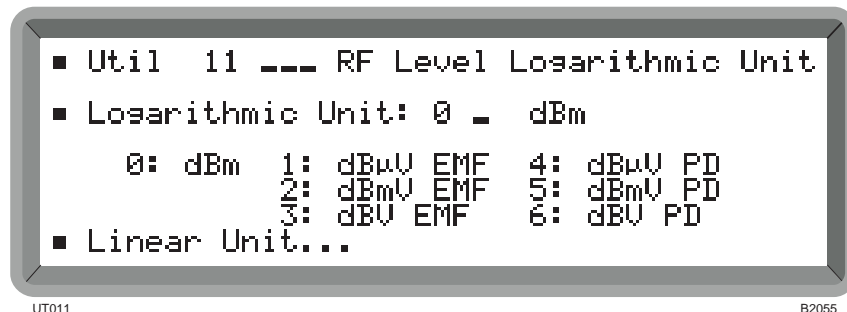 ■ Util 11 ___ RF Level Logarithmic Unit
■ Logarithmic Unit: 0 _ dBm
0: dBm 1: dBµV EMF 4: dBµV PD
2: dBmV EMF 5: dBmV PD
3: dBV EMF 6: dBV PD
■ Linear Unit...
UT011 B2055